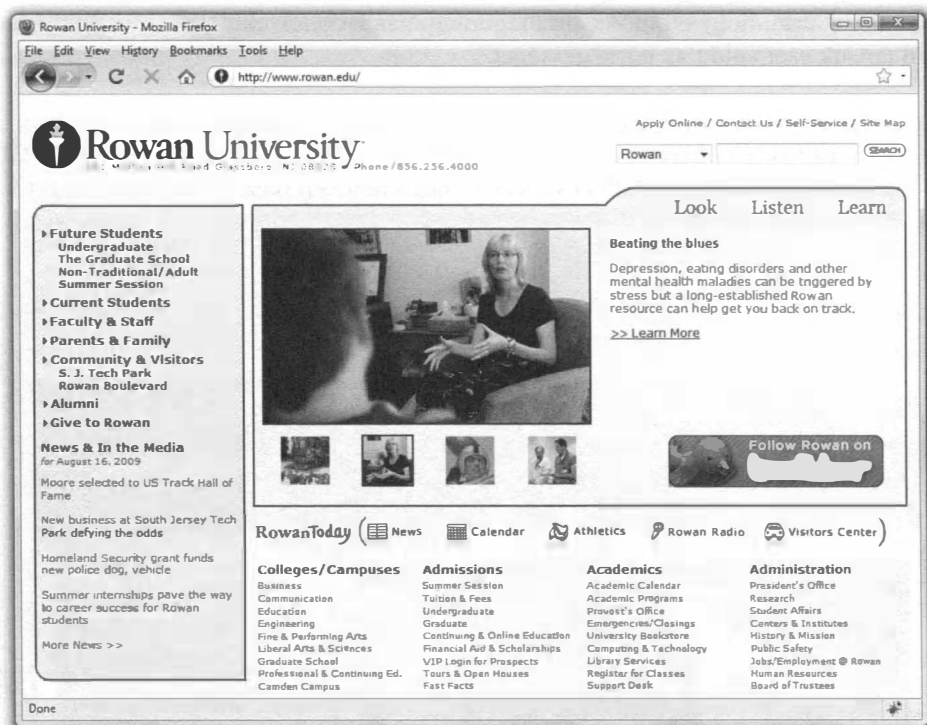 Rowan University - Mozilla Firefox
File Edit View History Bookmarks Tools Help
http://www.rowan.edu/
Apply Online / Contact Us / Self-Service / Site Map
Rowan University
Road Glassboro, NJ Phone/856.256.4000
Rowan
SEARCH
Look Listen Learn
Future Students
Undergraduate
The Graduate School
Non-Traditional/Adult
Summer Session
Current Students
Faculty & Staff
Parents & Family
Community & Visitors
S. J. Tech Park
Rowan Boulevard
Alumni
Give to Rowan
News & In the Media
for August 16, 2009
Moore selected to US Track Hall of
Fame
New business at South Jersey Tech
Park defying the odds
Homeland Security grant funds
new police dog, vehicle
Summer internships pave the way
to career success for Rowan
students
More News >>
Beating the blues
Depression, eating disorders and other
mental health maladies can be triggered by
stress but a long-established Rowan
resource can help get you back on track.
>> Learn More
Follow Rowan on
RowanToday ( News Calendar Athletics Rowan Radio Visitors Center )
Colleges/Campuses
Business
Communication
Education
Engineering
Fine & Performing Arts
Liberal Arts & Sciences
Graduate School
Professional & Continuing Ed.
Camden Campus
Admissions
Summer Session
Tuition & Fees
Undergraduate
Graduate
Continuing & Online Education
Financial Aid & Scholarships
VIP Login for Prospects
Tours & Open Houses
Fast Facts
Academics
Academic Calendar
Academic Programs
Provost's Office
Emergencies/Closings
University Bookstore
Computing & Technology
Library Services
Register for Classes
Support Desk
Administration
President's Office
Research
Student Affairs
Centers & Institutes
History & Mission
Public Safety
Jobs/Employment @ Rowan
Human Resources
Board of Trustees
Done